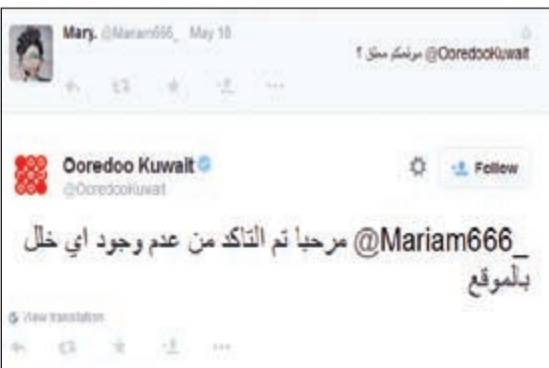 Mary. @Mariam666_ May 18
@OoredooKuwait موقعكم معلق ؟
Ooredoo Kuwait
@OoredooKuwait
Follow
@Mariam666_ مرحبا تم التاكد من عدم وجود اي خلل
بالموقع
View translation